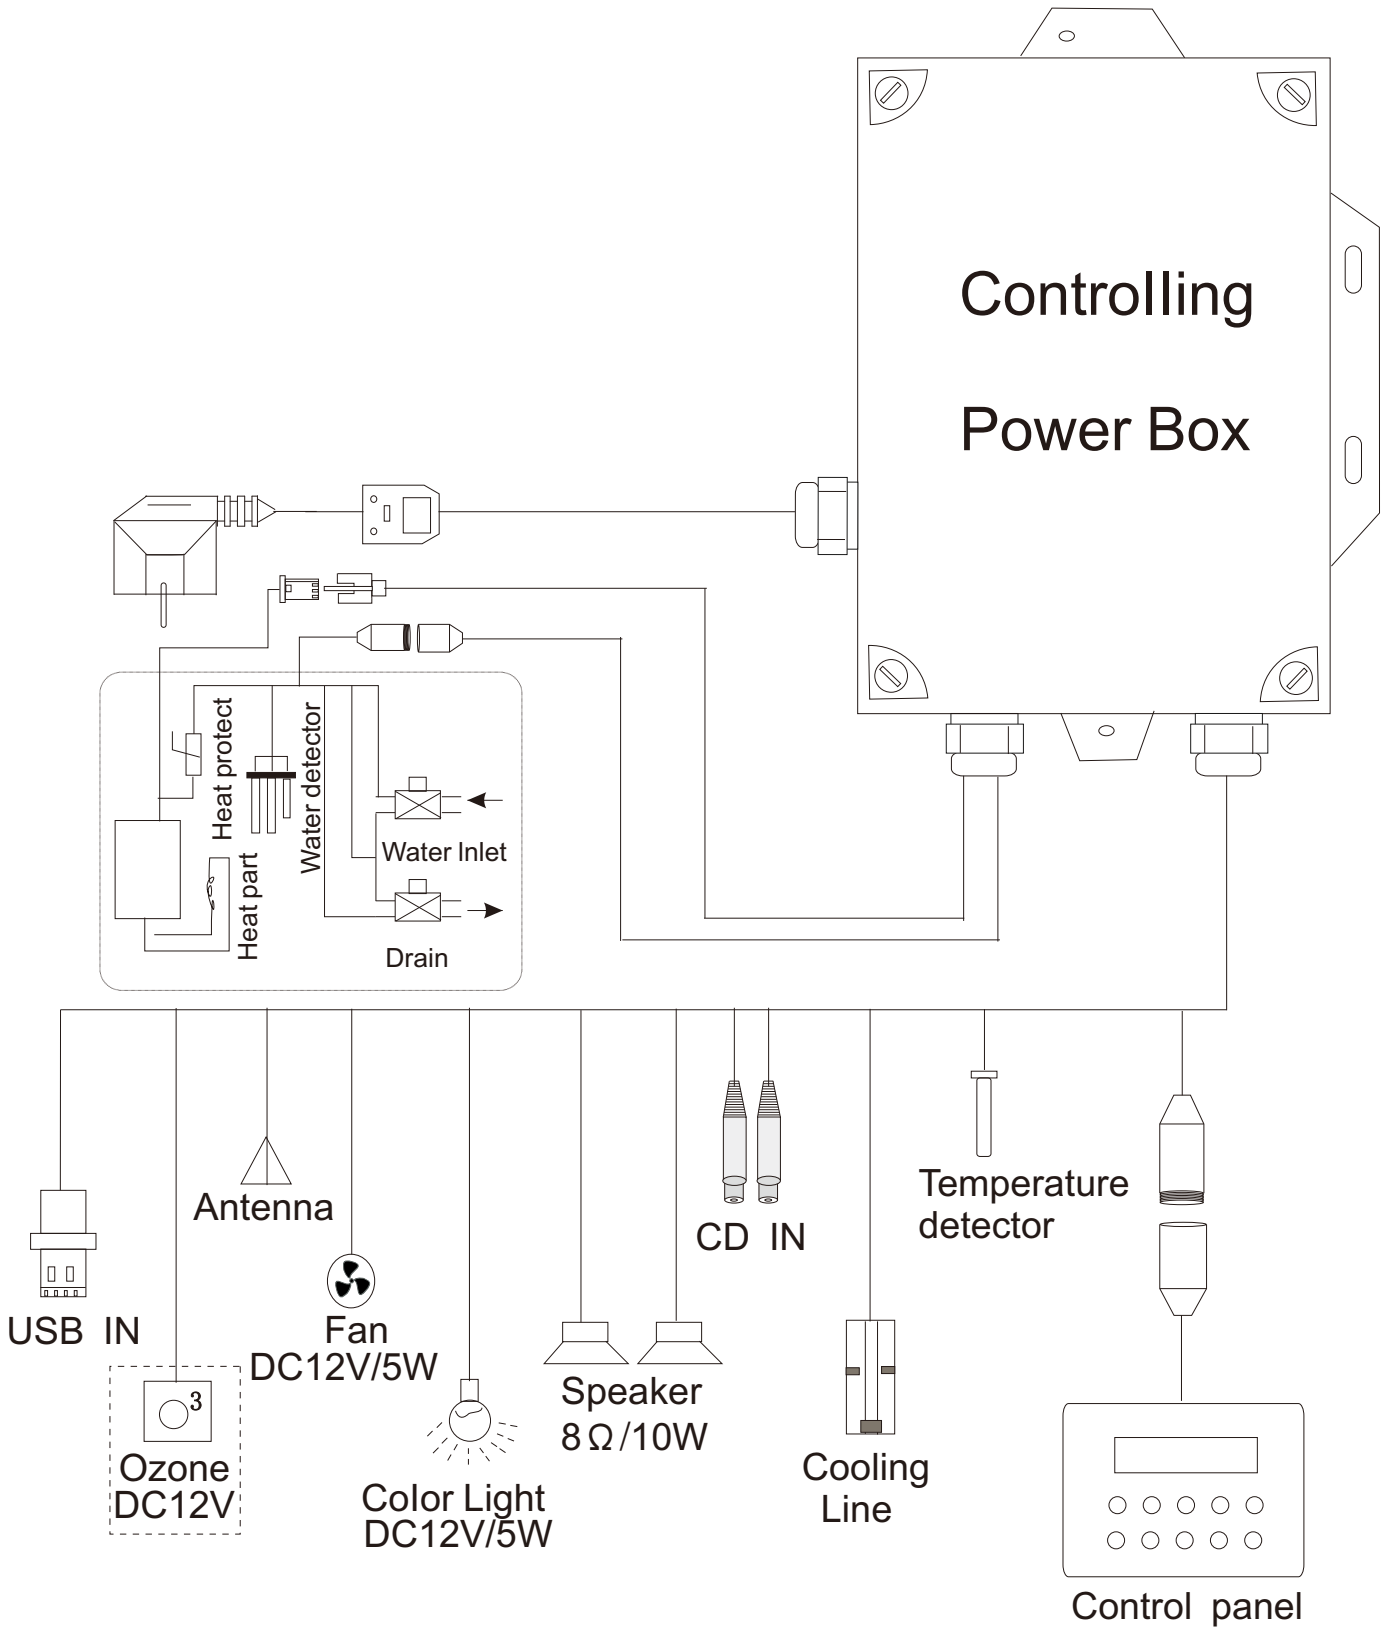 Controlling
Power Box
Heat protect
Water detector
Heat part
Water Inlet
Drain
USB IN
3
Ozone
DC12V
Antenna
Fan
DC12V/5W
Color Light
DC12V/5W
Speaker
8Ω/10W
CD IN
Cooling
Line
Temperature
detector
Control panel